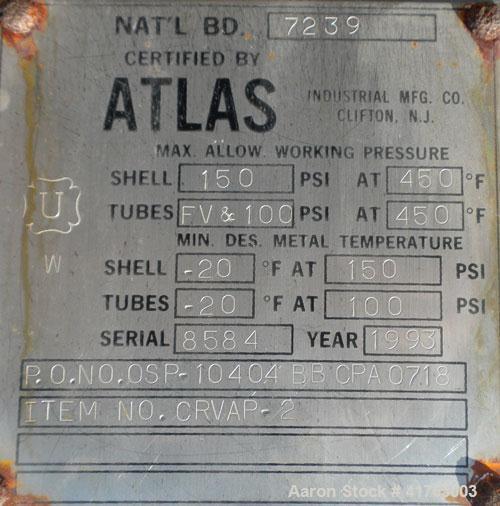 NAT'L BD. 7239
CERTIFIED BY
ATLAS INDUSTRIAL MFG. CO.
CLIFTON, N.J.
MAX. ALLOW. WORKING PRESSURE
SHELL 150 PSI AT 450 °F
TUBES FV & 100 PSI AT 450 °F
U
MIN. DES. METAL TEMPERATURE
W
SHELL -20 °F AT 150 PSI
TUBES -20 °F AT 100 PSI
SERIAL 8584 YEAR 1993
P.O.NO.OSP-10404 BB CPA 0718
ITEM NO. CRVAP-2
Aaron Stock #